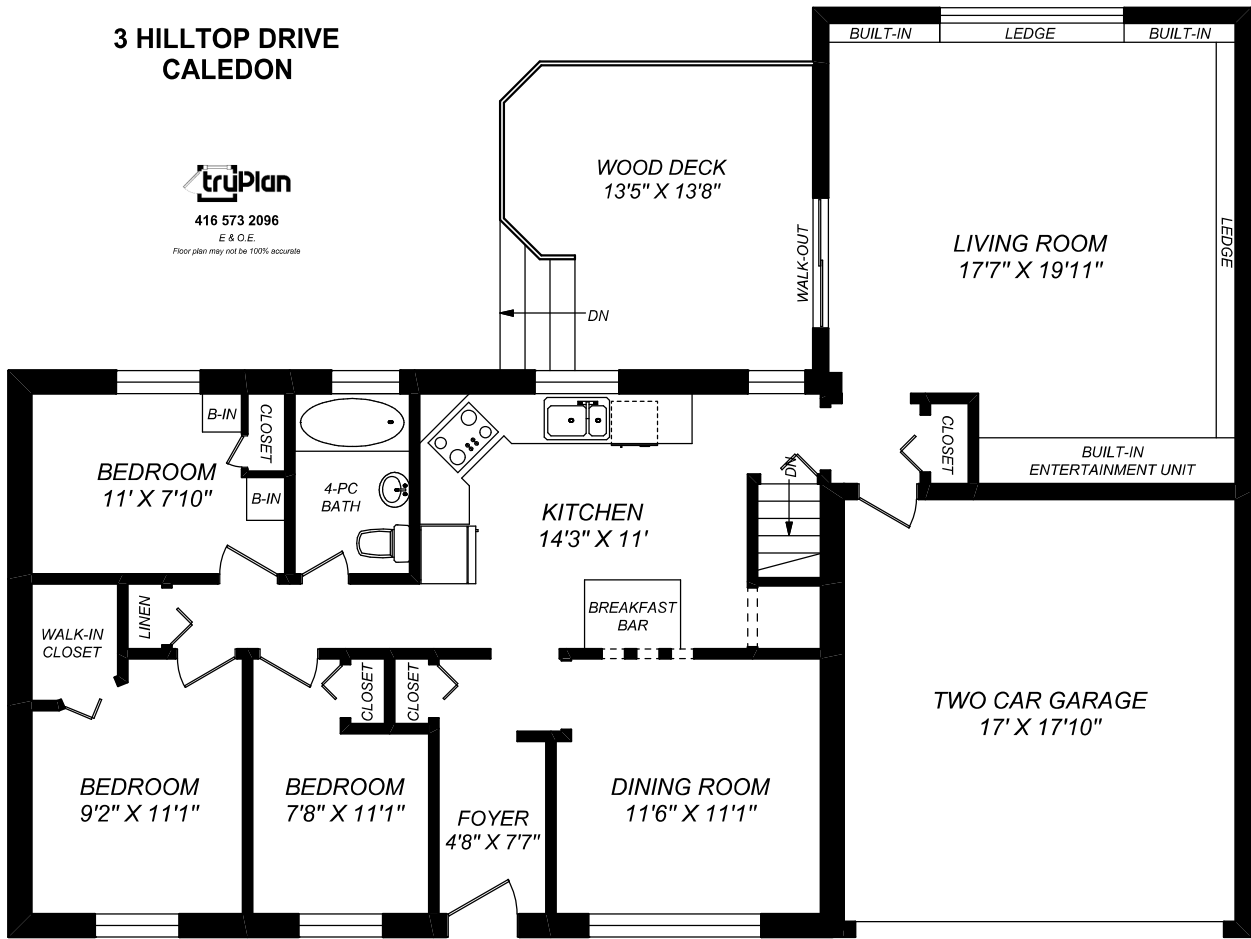 3 HILLTOP DRIVE
CALEDON
truPlan
416 573 2096
E & O.E.
Floor plan may not be 100% accurate
BUILT-IN
LEDGE
BUILT-IN
WOOD DECK
13'5" X 13'8"
WALK-OUT
LIVING ROOM
17'7" X 19'11"
LEDGE
DN
B-IN
CLOSET
BEDROOM
11' X 7'10"
B-IN
4-PC
BATH
KITCHEN
14'3" X 11'
DN
CLOSET
BUILT-IN
ENTERTAINMENT UNIT
LINEN
WALK-IN
CLOSET
BREAKFAST
BAR
CLOSET
CLOSET
TWO CAR GARAGE
17' X 17'10"
BEDROOM
9'2" X 11'1"
BEDROOM
7'8" X 11'1"
FOYER
4'8" X 7'7"
DINING ROOM
11'6" X 11'1"